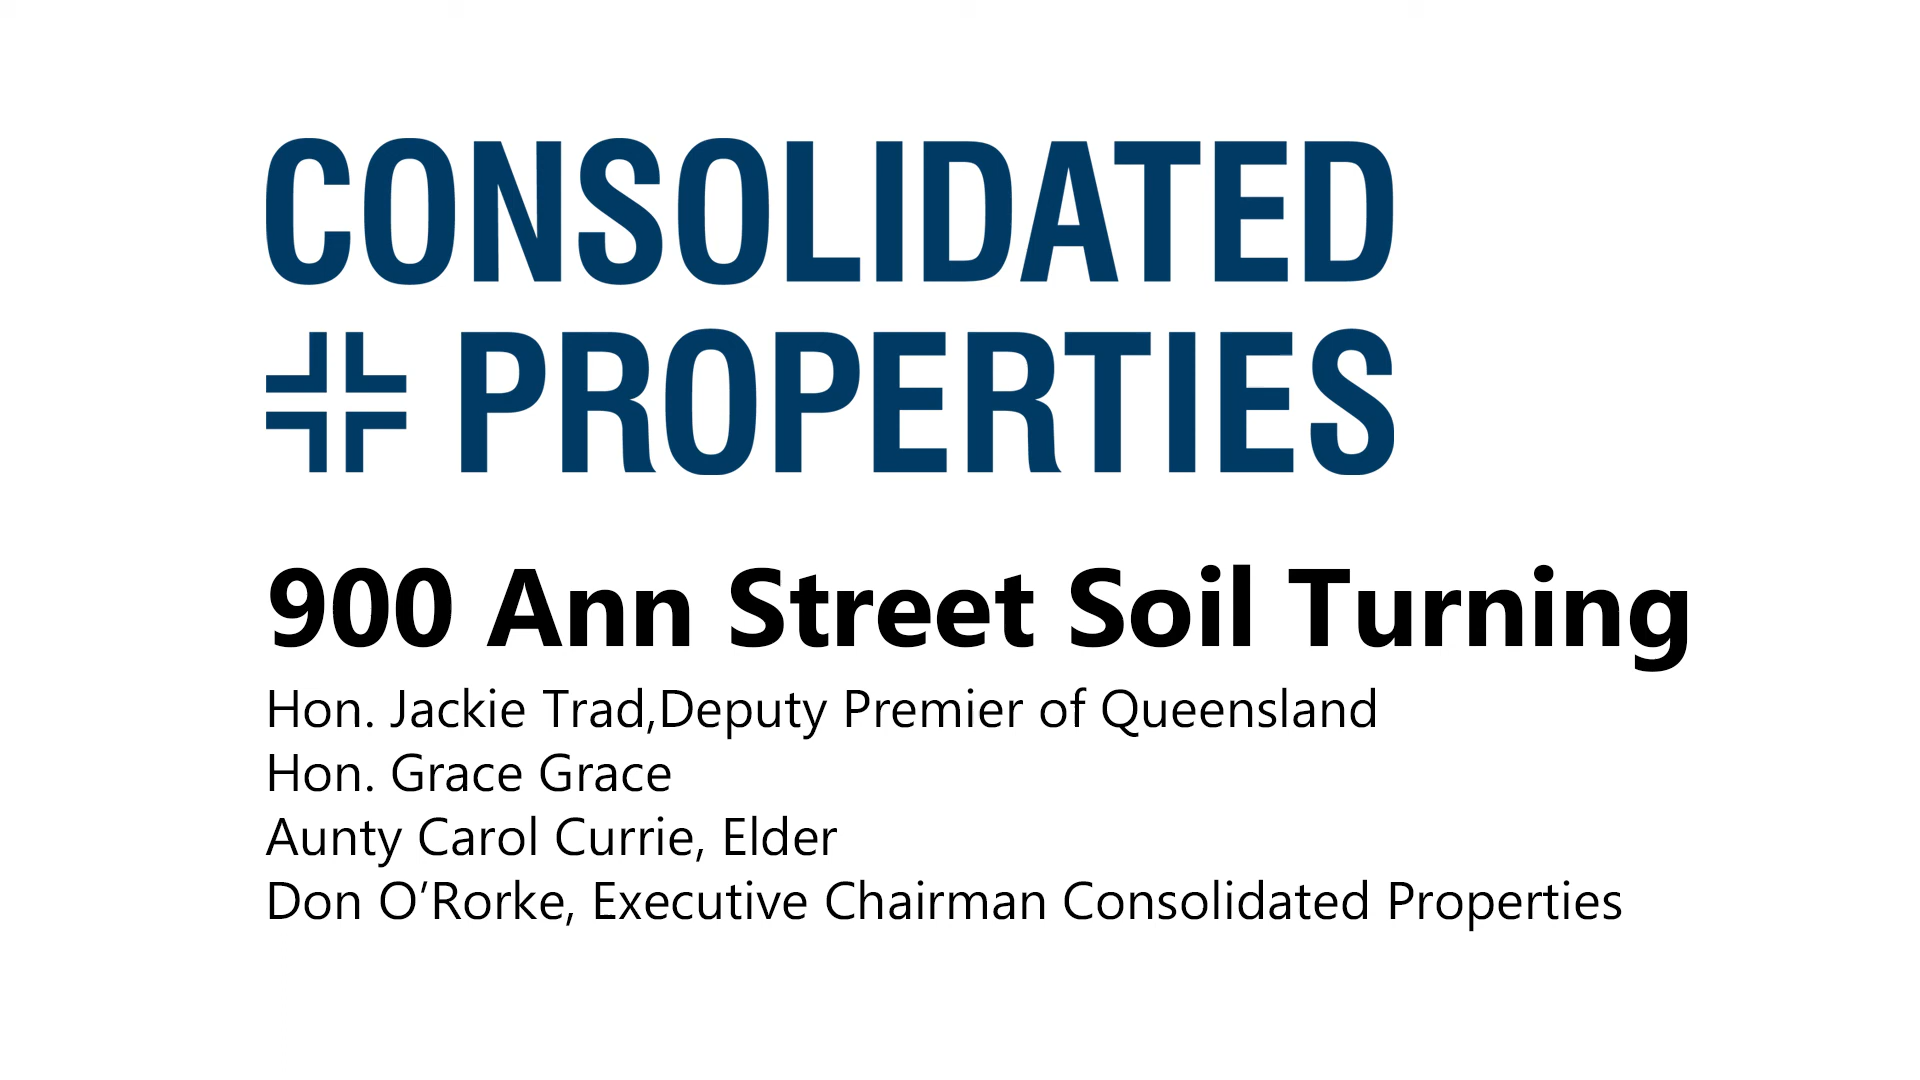 CONSOLIDATED
PROPERTIES
900 Ann Street Soil Turning
Hon. Jackie Trad,Deputy Premier of Queensland
Hon. Grace Grace
Aunty Carol Currie, Elder
Don O’Rorke, Executive Chairman Consolidated Properties